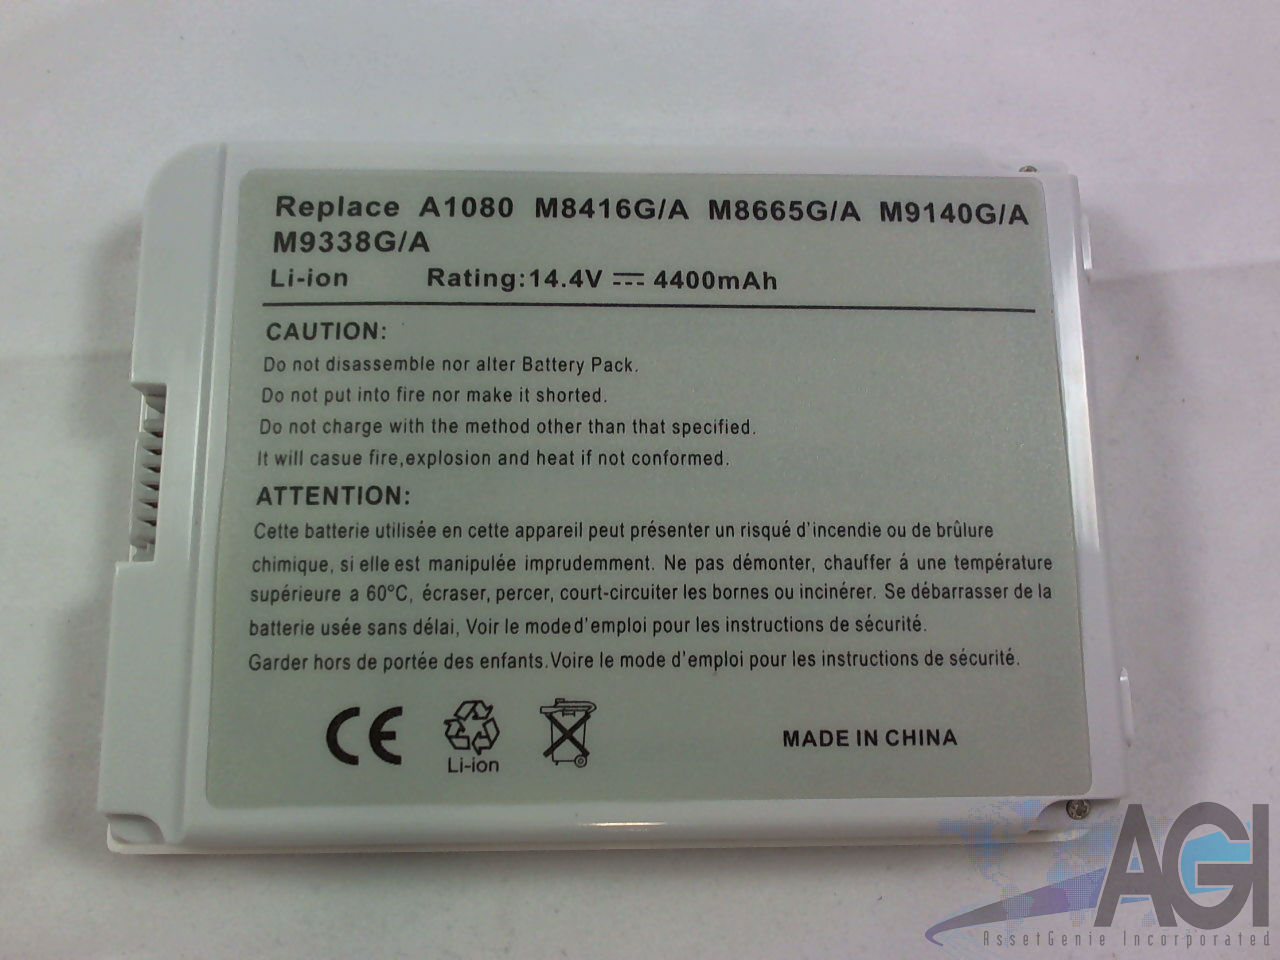 Replace A1080 M8416G/A M8665G/A M9140G/A
M9338G/A
Li-ion Rating:14.4V 4400mAh
CAUTION:
Do not disassemble nor alter Battery Pack.
Do not put into fire nor make it shorted.
Do not charge with the method other than that specified.
It will casue fire,explosion and heat if not conformed.
ATTENTION:
Cette batterie utilisée en cette appareil peut présenter un risqué d'incendie ou de brûlure
chimique, si elle est manipulée imprudemment. Ne pas démonter, chauffer á une température
supérieure a 60°C, écraser, percer, court-circuiter les bornes ou incinérer. Se débarrasser de la
batterie usée sans délai, Voir le mode d'emploi pour les instructions de sécurité.
Garder hors de portée des enfants.Voire le mode d'emploi pour les instructions de sécurité.
CE
Li-ion
MADE IN CHINA
AGI
AssetGenie Incorporated